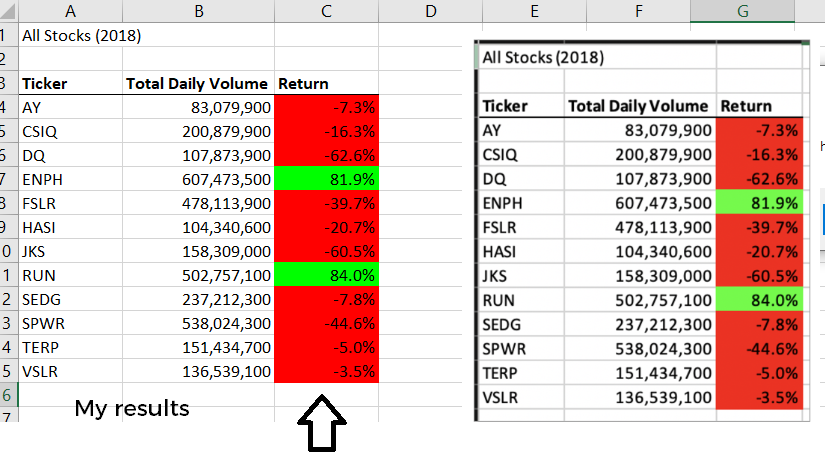 A B C D E F G
1 All Stocks (2018)
2
3 Ticker Total Daily Volume Return
4 AY 83,079,900 -7.3%
5 CSIQ 200,879,900 -16.3%
6 DQ 107,873,900 -62.6%
7 ENPH 607,473,500 81.9%
8 FSLR 478,113,900 -39.7%
9 HASI 104,340,600 -20.7%
0 JKS 158,309,000 -60.5%
1 RUN 502,757,100 84.0%
2 SEDG 237,212,300 -7.8%
3 SPWR 538,024,300 -44.6%
4 TERP 151,434,700 -5.0%
5 VSLR 136,539,100 -3.5%
6
7
My results
All Stocks (2018)
Ticker Total Daily Volume Return
AY 83,079,900 -7.3%
CSIQ 200,879,900 -16.3%
DQ 107,873,900 -62.6%
ENPH 607,473,500 81.9%
FSLR 478,113,900 -39.7%
HASI 104,340,600 -20.7%
JKS 158,309,000 -60.5%
RUN 502,757,100 84.0%
SEDG 237,212,300 -7.8%
SPWR 538,024,300 -44.6%
TERP 151,434,700 -5.0%
VSLR 136,539,100 -3.5%